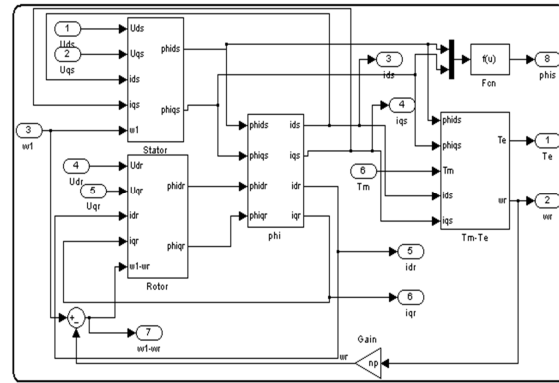 1
Uds
2
Uqs
3
w1
Uds
Uqs
ids
iqs
w1
phids
phiqs
Stator
4
Udr
5
Uqr
Udr
Uqr
idr
iqr
w1-wr
phidr
phiqr
Rotor
phids
phiqs
phidr
phiqr
ids
iqs
idr
iqr
phi
3
ids
4
iqs
6
Tm
f(u)
Fcn
8
phis
phids
phiqs
Tm
ids
iqs
Te
wr
Tm-Te
1
Te
2
wr
5
idr
6
iqr
7
w1-wr
+
-
wr
Gain
np